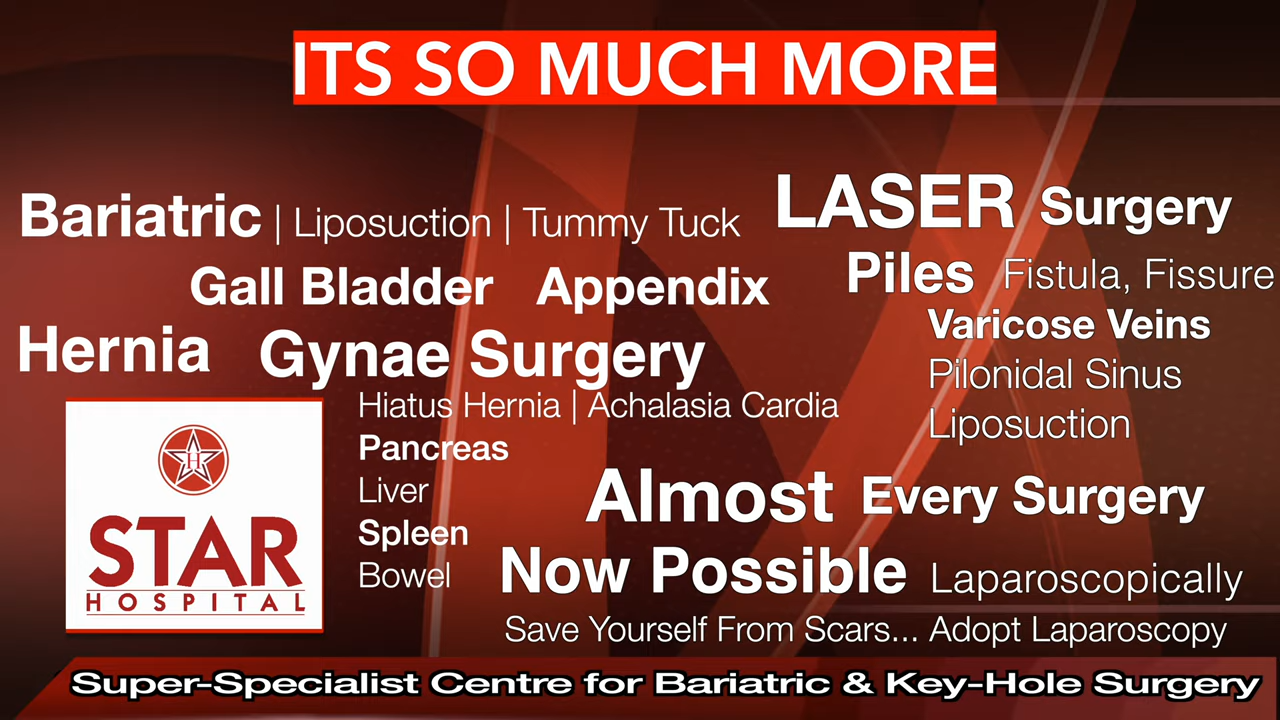 ITS SO MUCH MORE
Bariatric | Liposuction | Tummy Tuck
Gall Bladder Appendix
Hernia Gynae Surgery
Hiatus Hernia | Achalasia Cardia
Pancreas
Liver
Spleen
Bowel
LASER Surgery
Piles Fistula, Fissure
Varicose Veins
Pilonidal Sinus
Liposuction
Almost Every Surgery
Now Possible Laparoscopically
Save Yourself From Scars... Adopt Laparoscopy
H
STAR
HOSPITAL
Super-Specialist Centre for Bariatric & Key-Hole Surgery